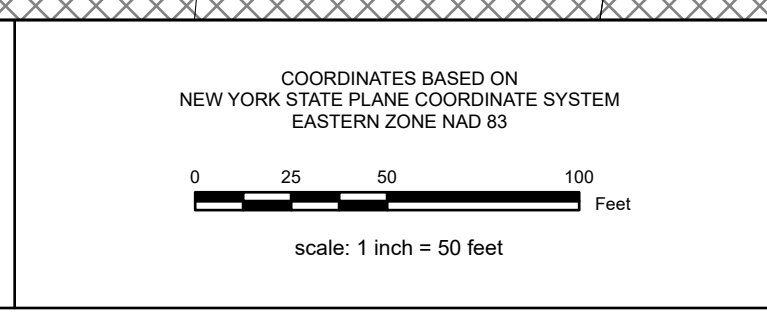 COORDINATES BASED ON
NEW YORK STATE PLANE COORDINATE SYSTEM
EASTERN ZONE NAD 83
0 25 50 100
Feet
scale: 1 inch = 50 feet